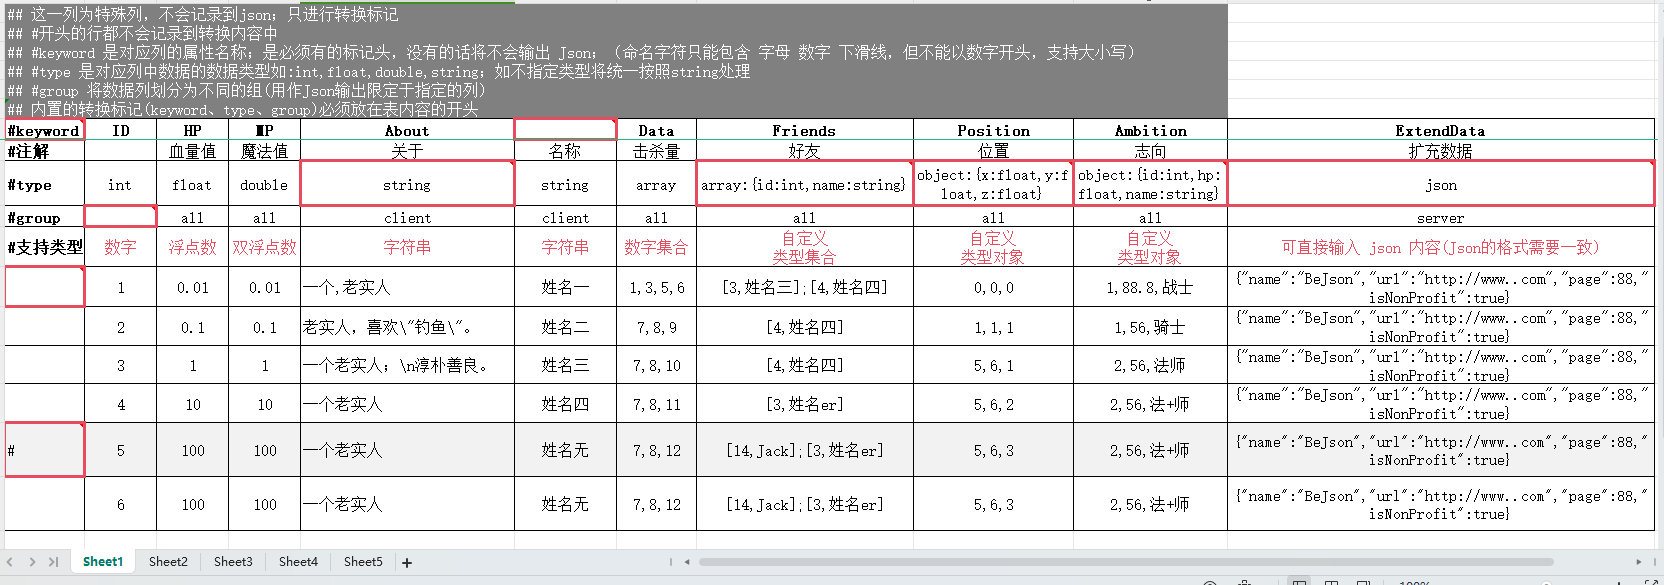 ## 这一列为特殊列，不会记录到json；只进行转换标记
## #开头的行都不会记录到转换内容中
## #keyword 是对应列的属性名称；是必须有的标记头，没有的话将不会输出 Json；（命名字符只能包含 字母 数字 下滑线，但不能以数字开头，支持大小写）
## #type 是对应列中数据的数据类型如:int,float,double,string；如不指定类型将统一按照string处理
## #group 将数据列划分为不同的组(用作Json输出限定于指定的列)
## 内置的转换标记(keyword、type、group)必须放在表内容的开头
#keyword ID HP MP About Data Friends Position Ambition ExtendData
#注解 血量值 魔法值 关于 名称 击杀量 好友 位置 志向 扩充数据
#type int float double string string array array:{id:int,name:string} object:{x:float,y:f
loat,z:float} object:{id:int,hp:
float,name:string} json
#group all all client client all all all all server
#支持类型 数字 浮点数 双浮点数 字符串 字符串 数字集合 自定义
类型集合 自定义
类型对象 自定义
类型对象 可直接输入 json 内容(Json的格式需要一致)
1 0.01 0.01 一个,老实人 姓名一 1,3,5,6 [3,姓名三];[4,姓名四] 0,0,0 1,88.8,战士 {"name":"BeJson","url":"http://www..com","page":88,"
isNonProfit":true}
2 0.1 0.1 老实人，喜欢\"钓鱼\"。 姓名二 7,8,9 [4,姓名四] 1,1,1 1,56,骑士 {"name":"BeJson","url":"http://www..com","page":88,"
isNonProfit":true}
3 1 1 一个老实人；\n淳朴善良。 姓名三 7,8,10 [4,姓名四] 5,6,1 2,56,法师 {"name":"BeJson","url":"http://www..com","page":88,"
isNonProfit":true}
4 10 10 一个老实人 姓名四 7,8,11 [3,姓名er] 5,6,2 2,56,法+师 {"name":"BeJson","url":"http://www..com","page":88,"
isNonProfit":true}
# 5 100 100 一个老实人 姓名无 7,8,12 [14,Jack];[3,姓名er] 5,6,3 2,56,法+师 {"name":"BeJson","url":"http://www..com","page":88,"
isNonProfit":true}
6 100 100 一个老实人 姓名无 7,8,12 [14,Jack];[3,姓名er] 5,6,3 2,56,法+师 {"name":"BeJson","url":"http://www..com","page":88,"
isNonProfit":true}
Sheet1 Sheet2 Sheet3 Sheet4 Sheet5 +